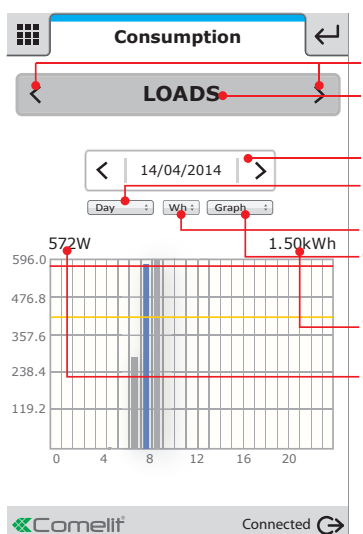 Consumption
LOADS
14/04/2014
Day Wh Graph
572W 1.50kWh
596.0
476.8
357.6
238.4
119.2
0 4 8 12 16 20
Comelit Connected